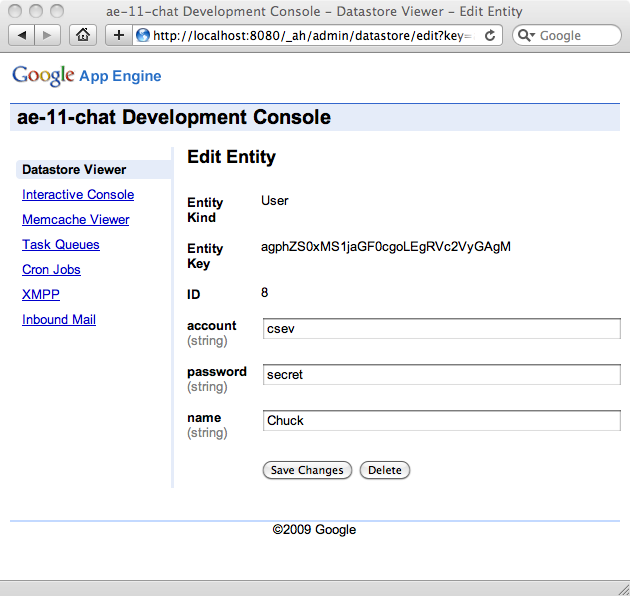 ae-11-chat Development Console – Datastore Viewer – Edit Entity
http://localhost:8080/_ah/admin/datastore/edit?key=
Google
Google App Engine
ae-11-chat Development Console
Datastore Viewer
Interactive Console
Memcache Viewer
Task Queues
Cron Jobs
XMPP
Inbound Mail
Edit Entity
Entity Kind
User
Entity Key
agphZS0xMS1jaGF0cgoLEgRVc2VyGAgM
ID
8
account
(string)
csev
password
(string)
secret
name
(string)
Chuck
Save Changes
Delete
©2009 Google